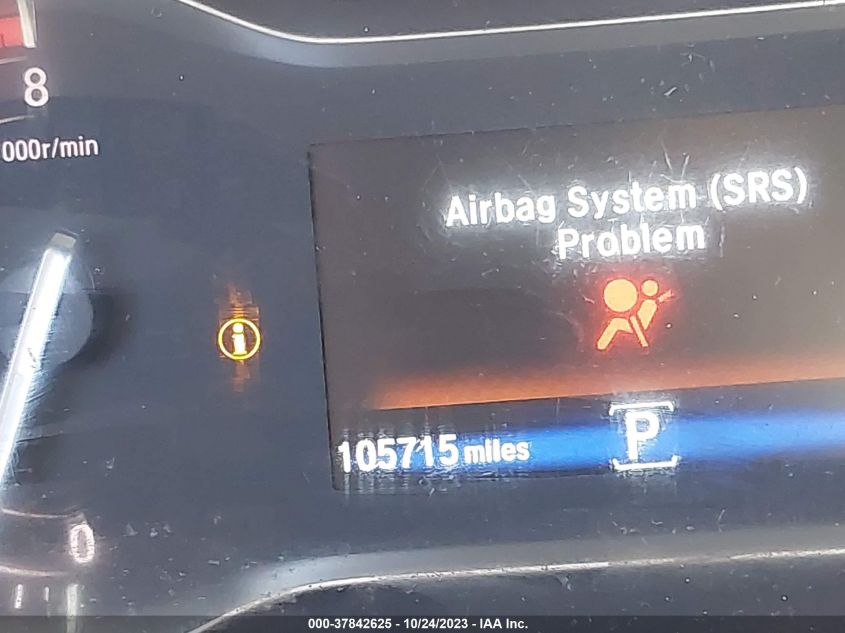 8
000r/min
Airbag System (SRS)
Problem
i
P
105715 miles
0
000-37842625 - 10/24/2023 - IAA Inc.